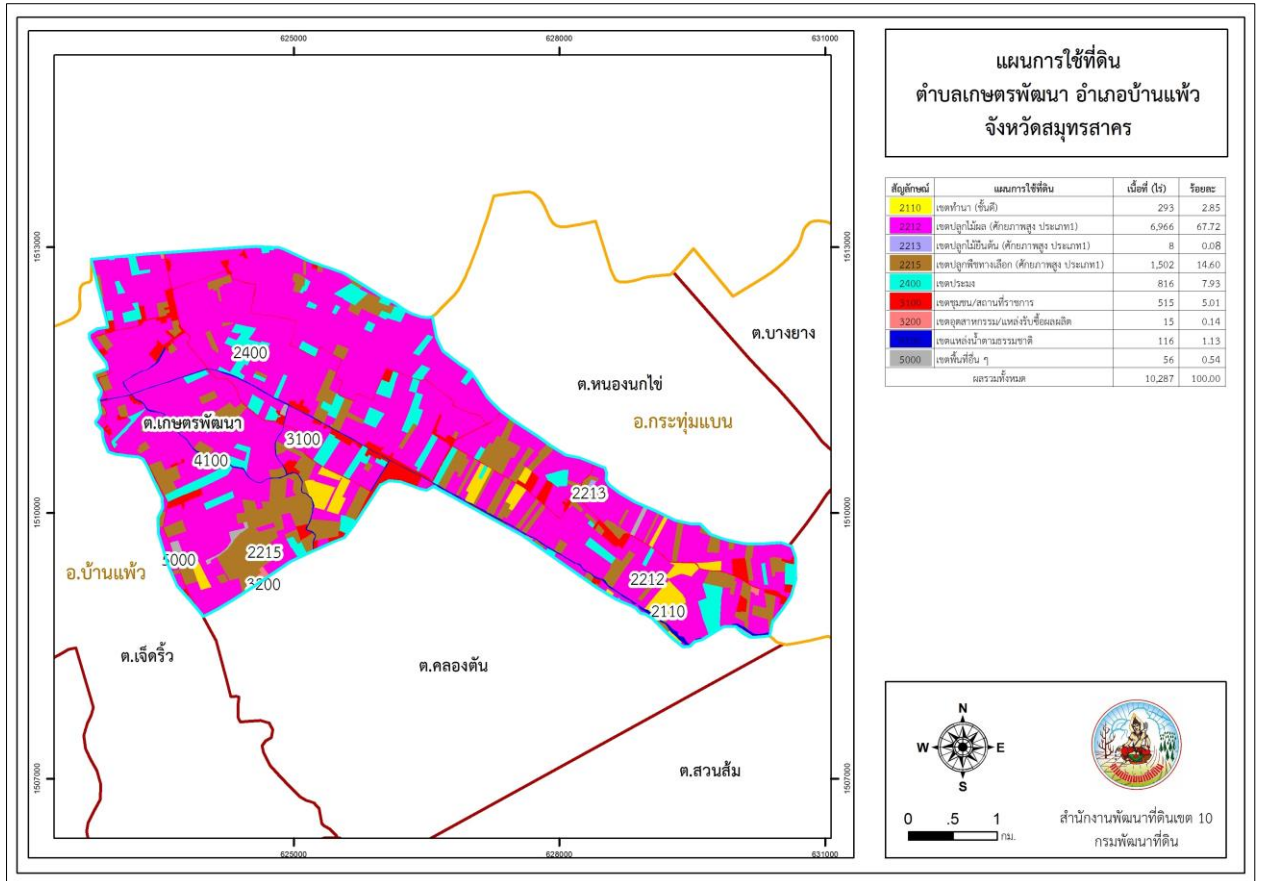 แผนการใช้ที่ดิน
ตำบลเกษตรพัฒนา อำเภอบ้านแพ้ว
จังหวัดสมุทรสาคร
สัญลักษณ์ แผนการใช้ที่ดิน เนื้อที่ (ไร่) ร้อยละ
2110 เขตทำนา (ชั้นดี) 293 2.85
2212 เขตปลูกไม้ผล (ศักยภาพสูง ประเภท1) 6,966 67.72
2213 เขตปลูกไม้ยืนต้น (ศักยภาพสูง ประเภท1) 8 0.08
2215 เขตปลูกพืชทางเลือก (ศักยภาพสูง ประเภท1) 1,502 14.60
2400 เขตประมง 816 7.93
3100 เขตชุมชน/สถานที่ราชการ 515 5.01
3200 เขตอุตสาหกรรม/แหล่งรับซื้อผลผลิต 15 0.14
เขตแหล่งน้ำตามธรรมชาติ 116 1.13
5000 เขตพื้นที่อื่น ๆ 56 0.54
ผลรวมทั้งหมด 10,287 100.00
625000 628000 631000
1513000 1513000
ต.บางยาง
2400
ต.หนองนกไข่
ต.เกษตรพัฒนา
อ.กระทุ่มแบน
3100
4100
2213
1510000 1510000
2215
5000
อ.บ้านแพ้ว
3200
2212
2110
ต.เจ็ดริ้ว
ต.คลองตัน
ต.สวนส้ม
1507000 1507000
625000 628000 631000
N
W E
S
0 .5 1
กม.
สำนักงานพัฒนาที่ดินเขต 10
กรมพัฒนาที่ดิน